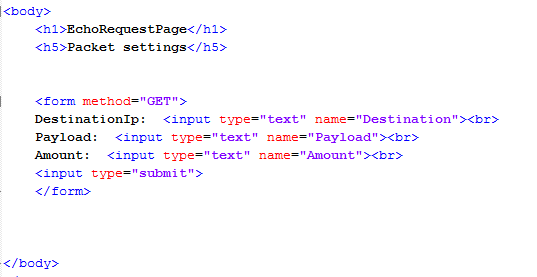 <body>
<h1>EchoRequestPage</h1>
<h5>Packet settings</h5>
<form method="GET">
DestinationIp:  <input type="text" name="Destination"><br>
Payload:  <input type="text" name="Payload"><br>
Amount:  <input type="text" name="Amount"><br>
<input type="submit">
</form>
</body>